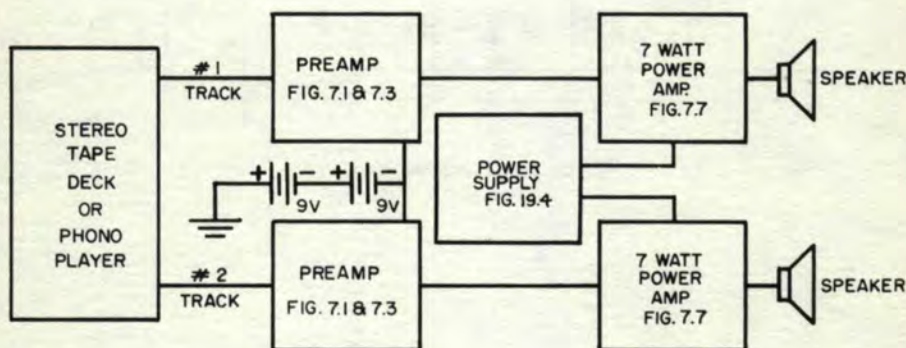 STEREO
TAPE
DECK
OR
PHONO
PLAYER
#1
TRACK
PREAMP
FIG. 7.1 & 7.3
7 WATT
POWER
AMP.
FIG. 7.7
SPEAKER
+ - + -
9V 9V
POWER
SUPPLY
FIG. 19.4
#2
TRACK
PREAMP
FIG. 7.1 & 7.3
7 WATT
POWER
AMP
FIG. 7.7
SPEAKER